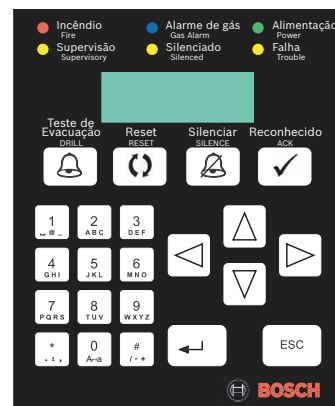 Incêndio
Fire
Alarme de gás
Gas Alarm
Alimentação
Power
Supervisão
Supervisory
Silenciado
Silenced
Falha
Trouble
Teste de
Evacuação
DRILL
Reset
RESET
Silenciar
SILENCE
Reconhecido
ACK
1
␣ @ _
2
ABC
3
DEF
4
GHI
5
JKL
6
MNO
7
PQRS
8
TUV
9
WXYZ
*
. : ,
0
A↔a
#
/ - +
ESC
BOSCH